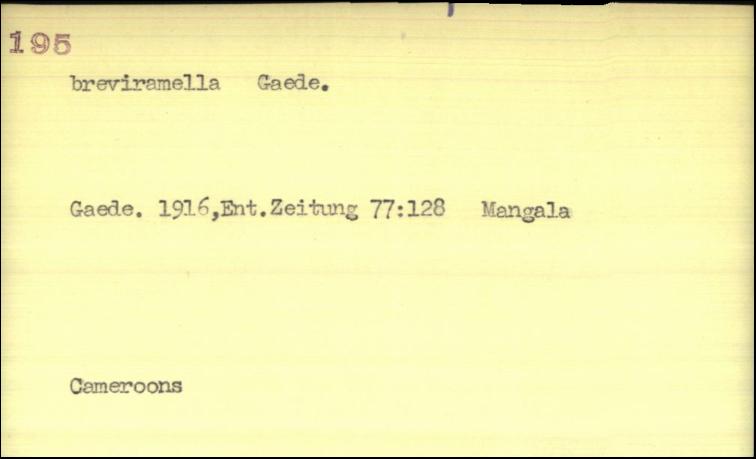 195
breviramella Gaede.
Gaede. 1916,Ent.Zeitung 77:128 Mangala
Cameroons